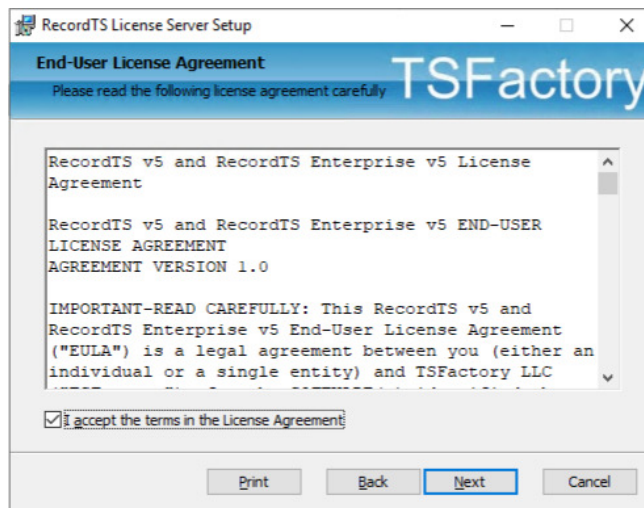 RecordTS License Server Setup
End-User License Agreement
Please read the following license agreement carefully
TSFactory
RecordTS v5 and RecordTS Enterprise v5 License
Agreement
RecordTS v5 and RecordTS Enterprise v5 END-USER
LICENSE AGREEMENT
AGREEMENT VERSION 1.0
IMPORTANT-READ CAREFULLY: This RecordTS v5 and
RecordTS Enterprise v5 End-User License Agreement
("EULA") is a legal agreement between you (either an
individual or a single entity) and TSFactory LLC
I accept the terms in the License Agreement
Print
Back
Next
Cancel